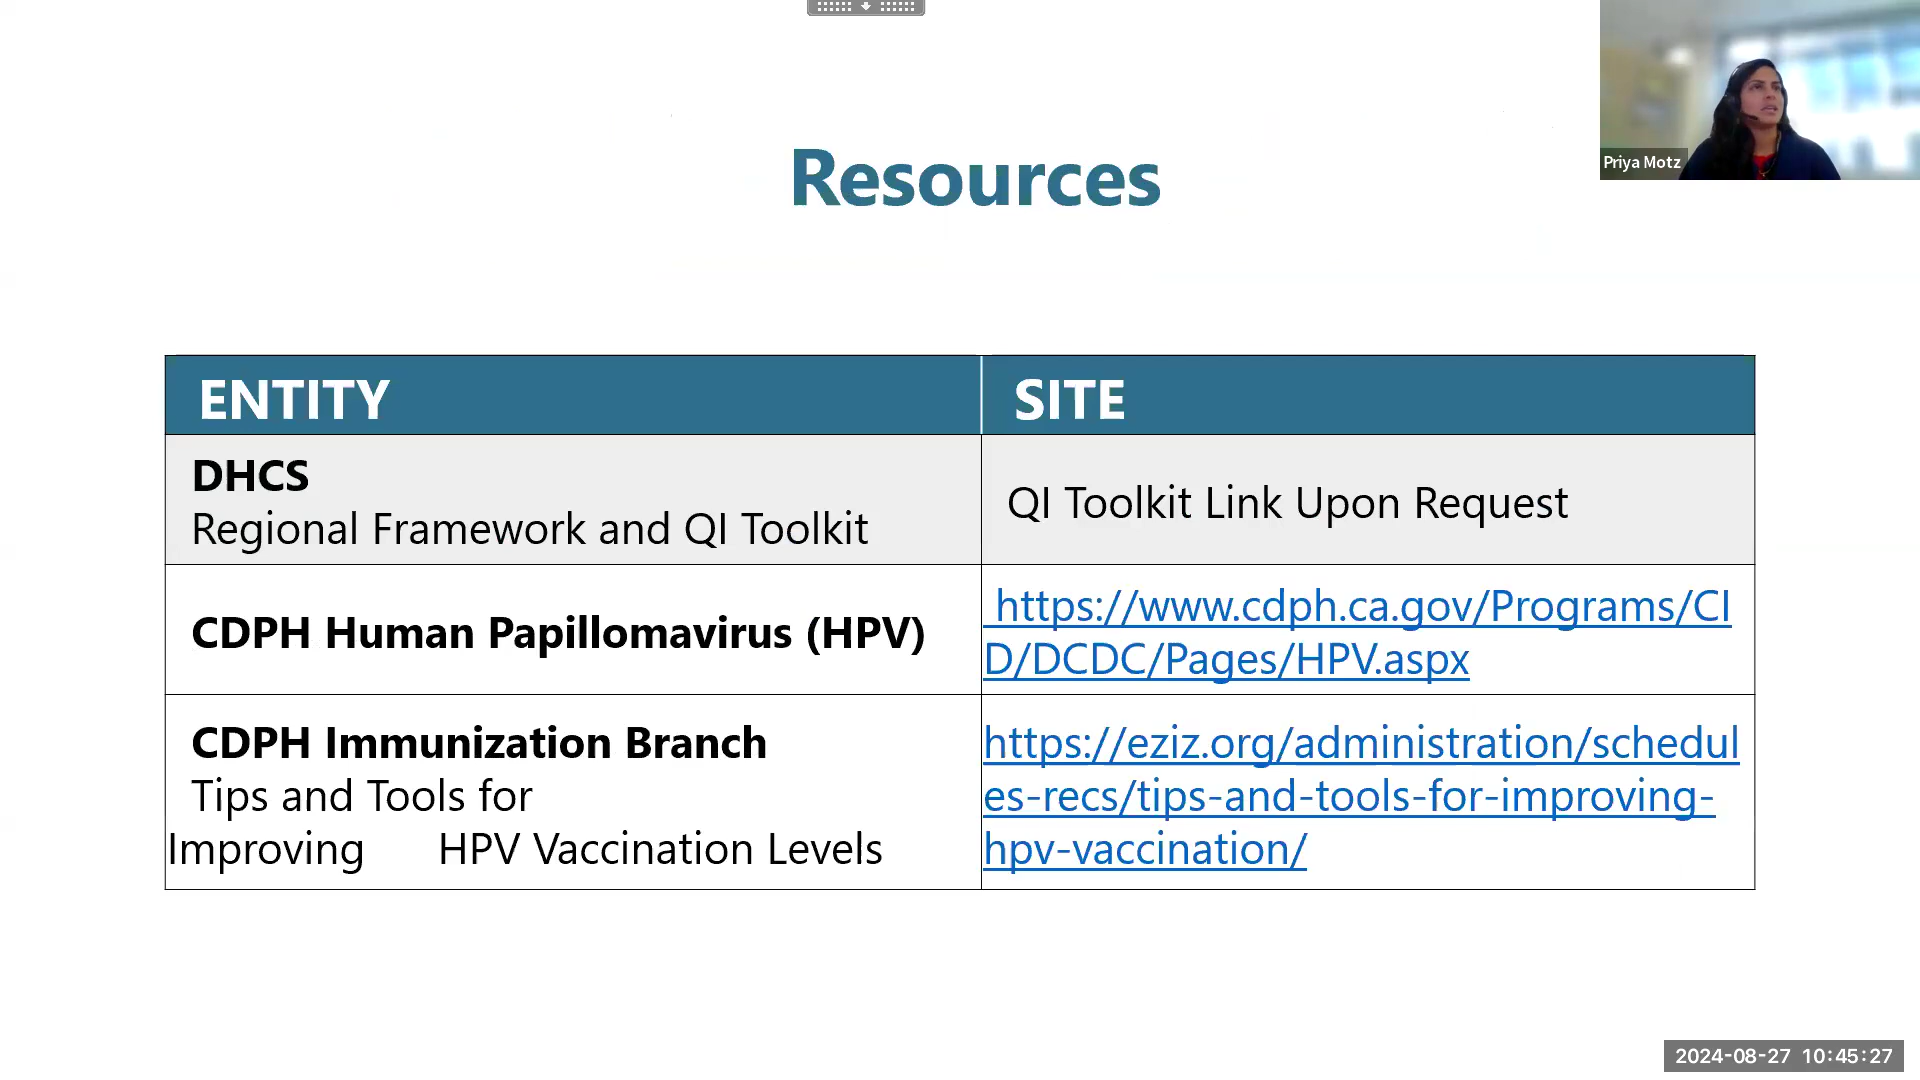 Priya Motz
Resources
ENTITY
SITE
DHCS
Regional Framework and QI Toolkit
QI Toolkit Link Upon Request
CDPH Human Papillomavirus (HPV)
https://www.cdph.ca.gov/Programs/CI
D/DCDC/Pages/HPV.aspx
CDPH Immunization Branch
Tips and Tools for
Improving HPV Vaccination Levels
https://eziz.org/administration/schedul
es-recs/tips-and-tools-for-improving-
hpv-vaccination/
2024-08-27 10:45:27